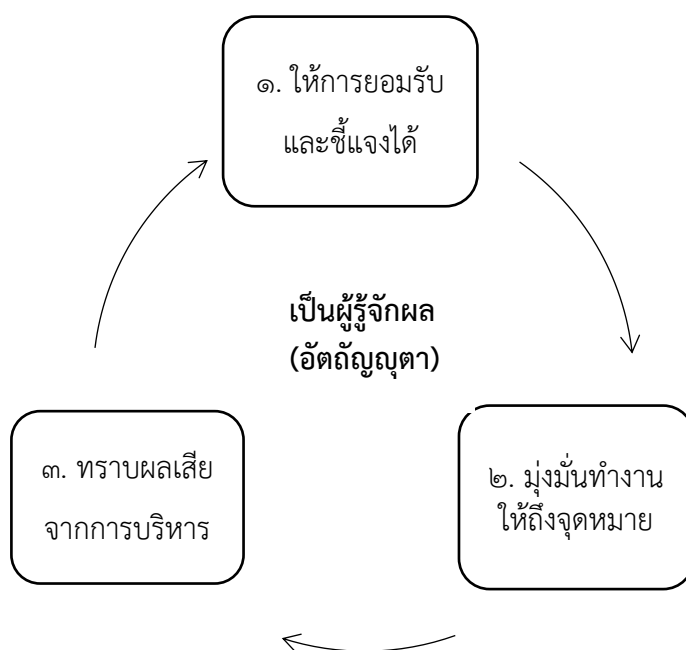 ๑. ให้การยอมรับ
และชี้แจงได้
เป็นผู้รู้จักผล
(อัตถัญญุตา)
๓. ทราบผลเสีย
จากการบริหาร
๒. มุ่งมั่นทำงาน
ให้ถึงจุดหมาย